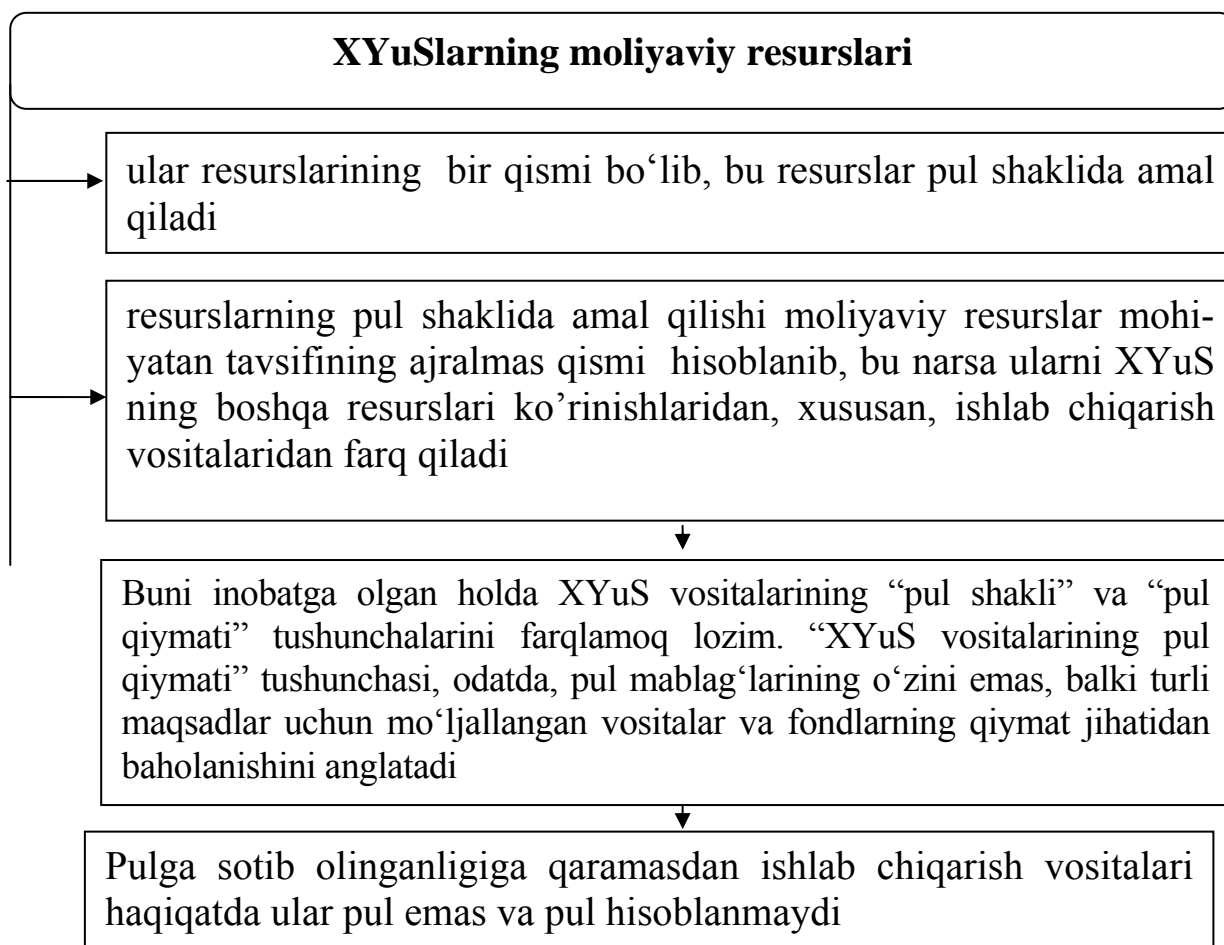 XYuSlarning moliyaviy resurslari
ular resurslarining bir qismi bo‘lib, bu resurslar pul shaklida amal
qiladi
resurslarning pul shaklida amal qilishi moliyaviy resurslar mohi-
yatan tavsifining ajralmas qismi hisoblanib, bu narsa ularni XYuS
ning boshqa resurslari ko’rinishlaridan, xususan, ishlab chiqarish
vositalaridan farq qiladi
Buni inobatga olgan holda XYuS vositalarining “pul shakli” va “pul
qiymati” tushunchalarini farqlamoq lozim. “XYuS vositalarining pul
qiymati” tushunchasi, odatda, pul mablag‘larining o‘zini emas, balki turli
maqsadlar uchun mo‘ljallangan vositalar va fondlarning qiymat jihatidan
baholanishini anglatadi
Pulga sotib olinganligiga qaramasdan ishlab chiqarish vositalari
haqiqatda ular pul emas va pul hisoblanmaydi